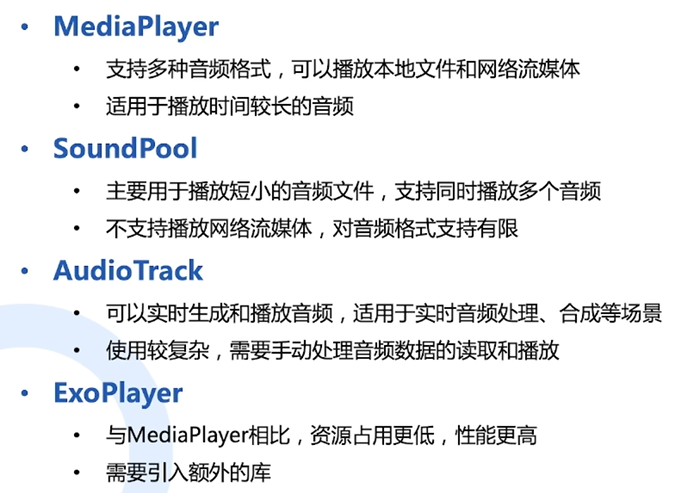 • MediaPlayer
• 支持多种音频格式，可以播放本地文件和网络流媒体
• 适用于播放时间较长的音频
• SoundPool
• 主要用于播放短小的音频文件，支持同时播放多个音频
• 不支持播放网络流媒体，对音频格式支持有限
• AudioTrack
• 可以实时生成和播放音频，适用于实时音频处理、合成等场景
• 使用较复杂，需要手动处理音频数据的读取和播放
• ExoPlayer
• 与MediaPlayer相比，资源占用更低，性能更高
• 需要引入额外的库